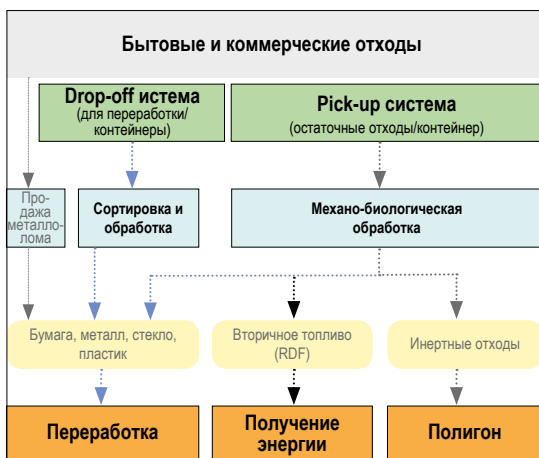 Бытовые и коммерческие отходы
Drop-off истема
(для переработки/
контейнеры)
Pick-up система
(остаточные отходы/контейнер)
Про-
дажа
металло-
лома
Сортировка и
обработка
Механо-биологическая
обработка
Бумага, металл, стекло,
пластик
Вторичное топливо
(RDF)
Инертные отходы
Переработка
Получение
энергии
Полигон